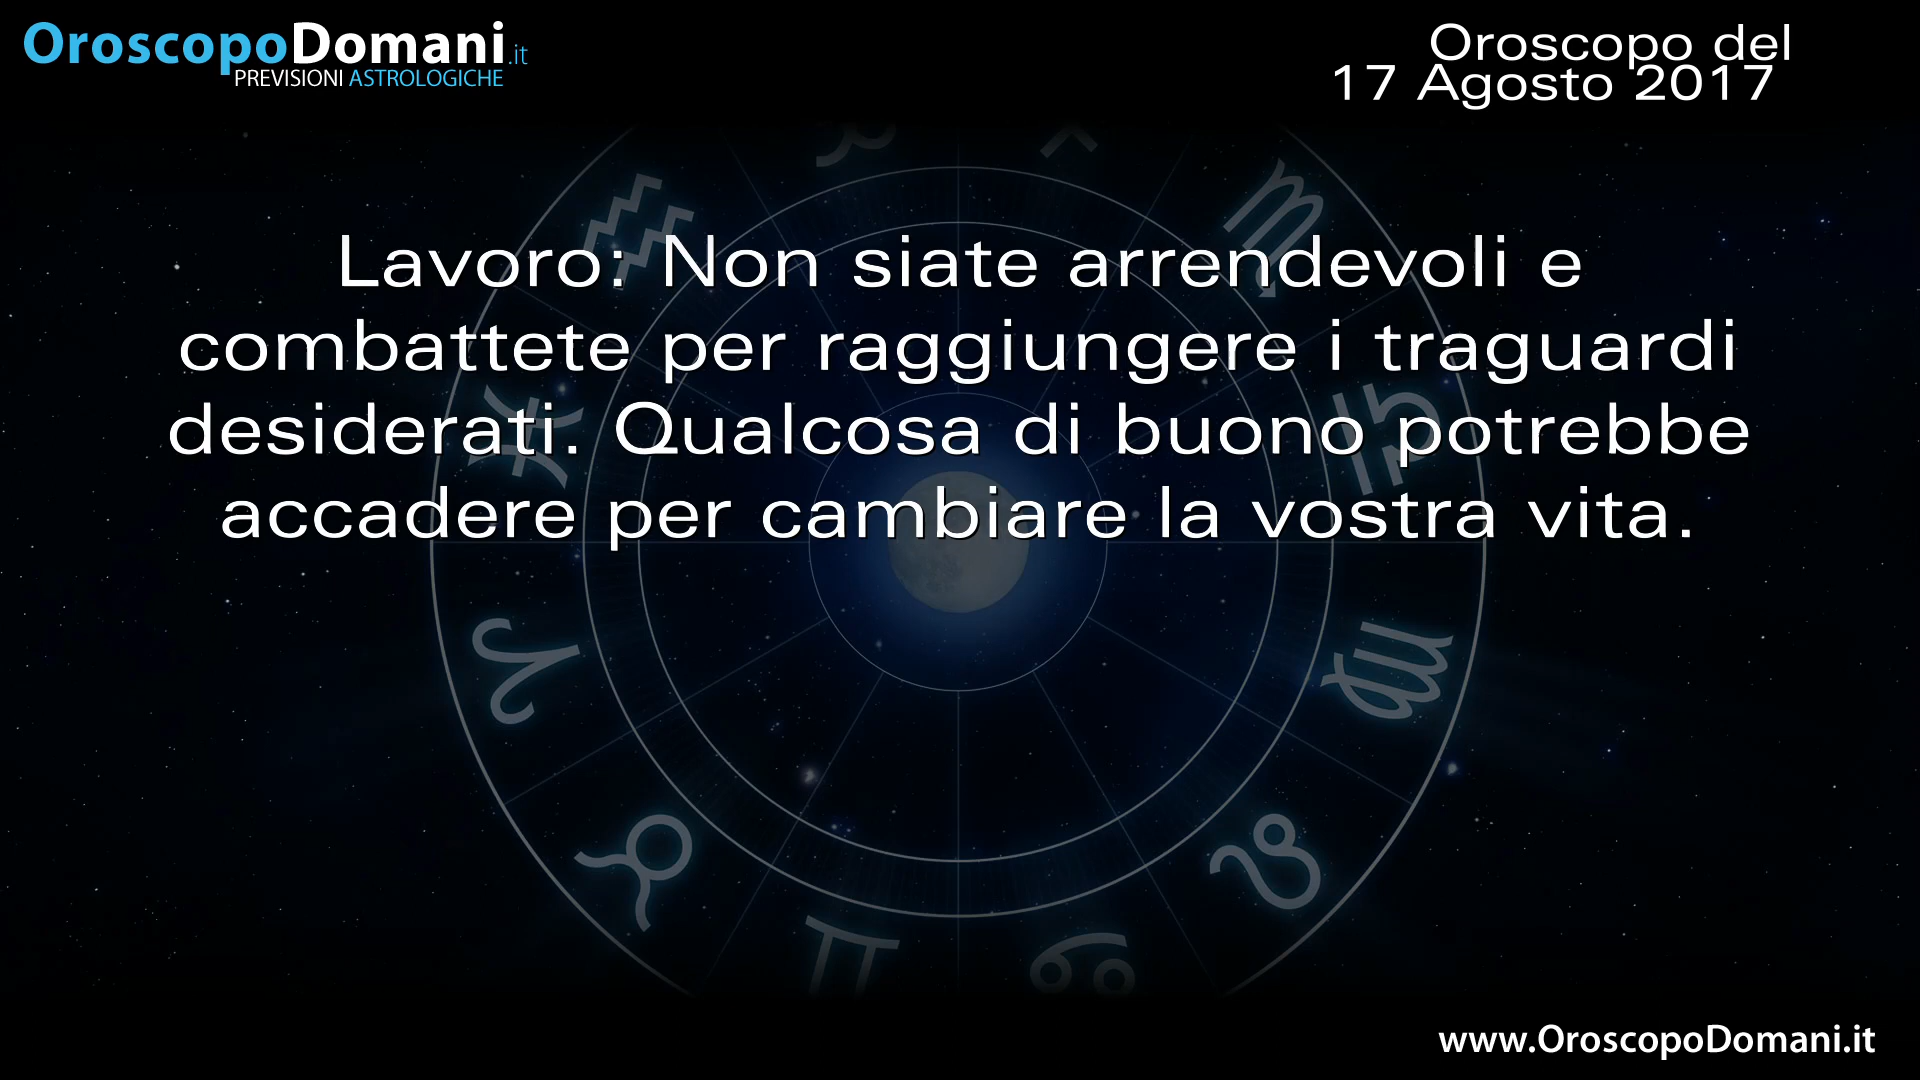 OroscopoDomani.it
PREVISIONI ASTROLOGICHE
Oroscopo del
17 Agosto 2017
Lavoro: Non siate arrendevoli e
combattete per raggiungere i traguardi
desiderati. Qualcosa di buono potrebbe
accadere per cambiare la vostra vita.
www.OroscopoDomani.it